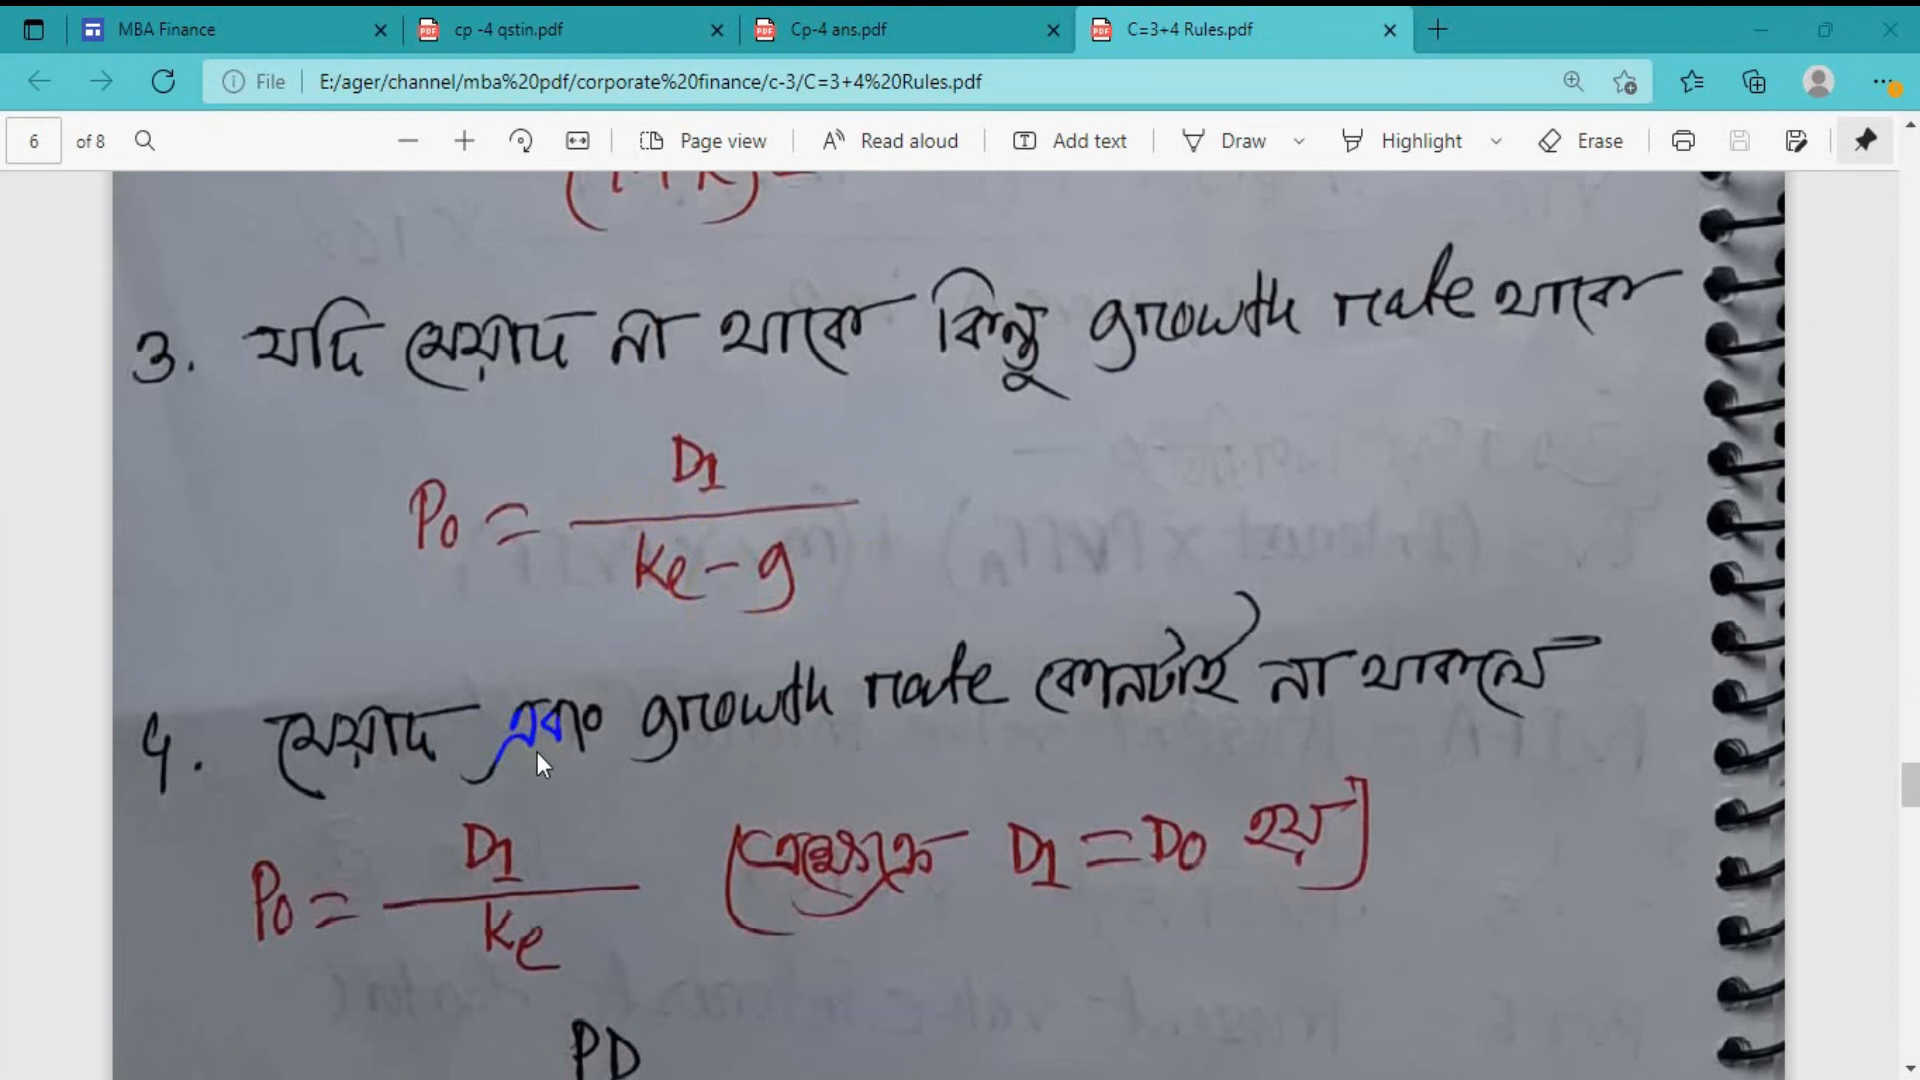 MBA Finance
cp -4 qstin.pdf
Cp-4 ans.pdf
C=3+4 Rules.pdf
File
E:/ager/channel/mba%20pdf/corporate%20finance/c-3/C=3+4%20Rules.pdf
6 of 8
Page view
Read aloud
Add text
Draw
Highlight
Erase
(1+K)
3. যদি মেয়াদ না থাকে কিন্তু growth rate থাকে
P0 = D1 / Ke - g
4. মেয়াদ এবং growth rate কোনটাই না থাকলে
P0 = D1 / Ke (এক্ষেত্রে D1 = D0 হয়]
PD